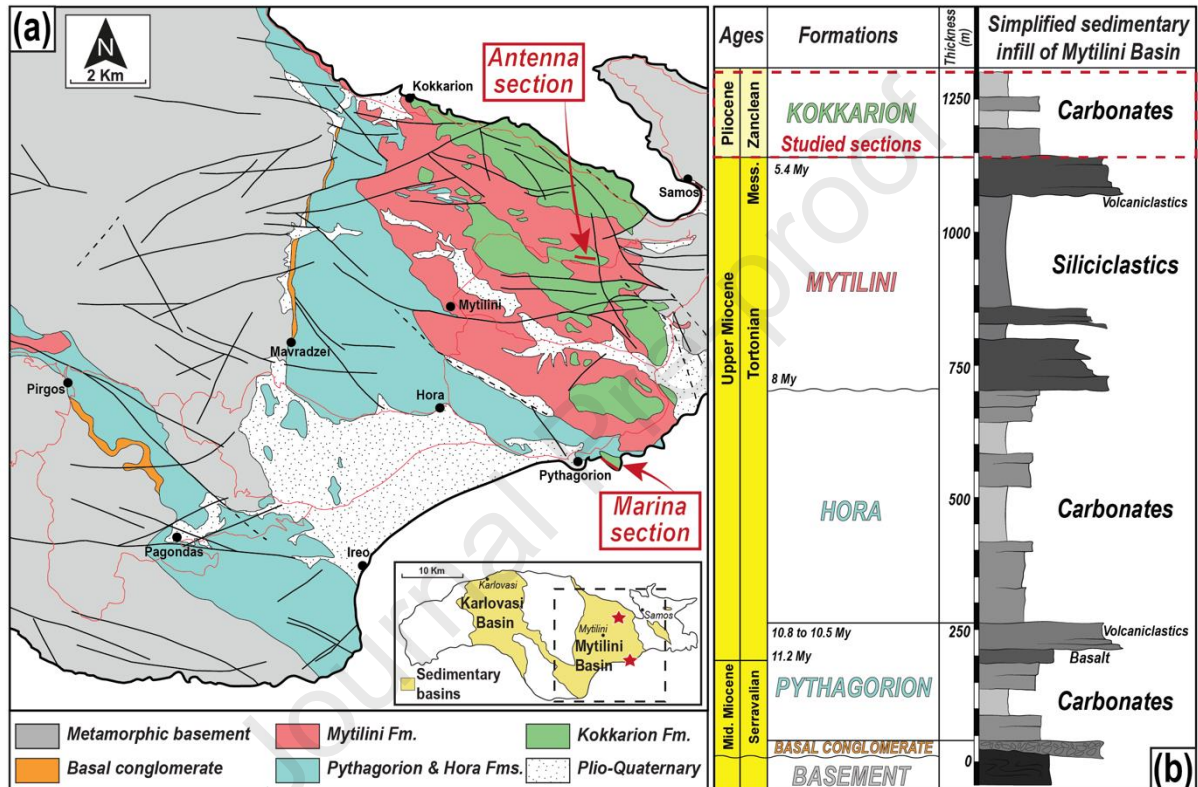 (a)
N
2 Km
Antenna
section
Kokkarion
Samos
Mytilini
Mavradzei
Pirgos
Hora
Pythagorion
Marina
section
Pagondas
Ireo
10 Km
Karlovasi
Karlovasi
Basin
Samos
Mytilini
Mytilini
Basin
Sedimentary
basins
Metamorphic basement
Mytilini Fm.
Kokkarion Fm.
Basal conglomerate
Pythagorion & Hora Fms.
Plio-Quaternary
Journal Pre-proof
Ages
Formations
Thickness
(m)
Simplified sedimentary
infill of Mytilini Basin
Pliocene
Zanclean
KOKKARION
Studied sections
1250
Carbonates
Upper Miocene
Mess.
5.4 My
Volcaniclastics
1000
MYTILINI
Siliciclastics
Tortonian
8 My
750
HORA
500
Carbonates
10.8 to 10.5 My
250
Volcaniclastics
11.2 My
Basalt
Mid. Miocene
Serravalian
PYTHAGORION
Carbonates
BASAL CONGLOMERATE
0
BASEMENT
(b)